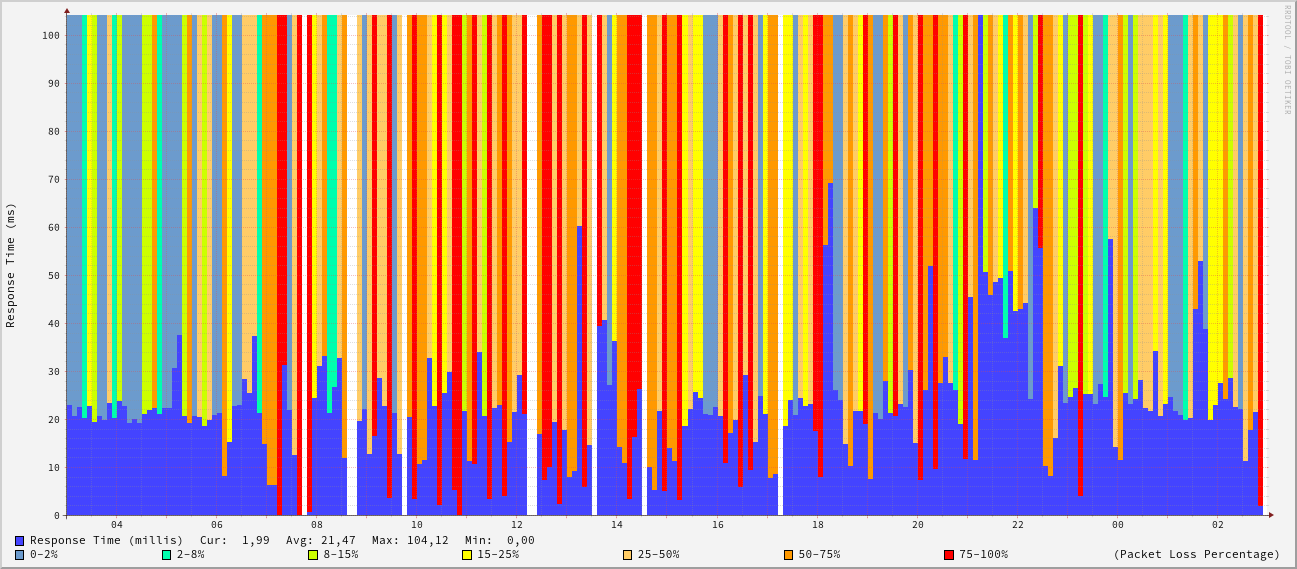 RRDTOOL / TOBI OETIKER
Response Time (ms)
100
90
80
70
60
50
40
30
20
10
0
04 06 08 10 12 14 16 18 20 22 00 02
Response Time (millis) Cur: 1,99 Avg: 21,47 Max: 104,12 Min: 0,00
0-2% 2-8% 8-15% 15-25% 25-50% 50-75% 75-100% (Packet Loss Percentage)